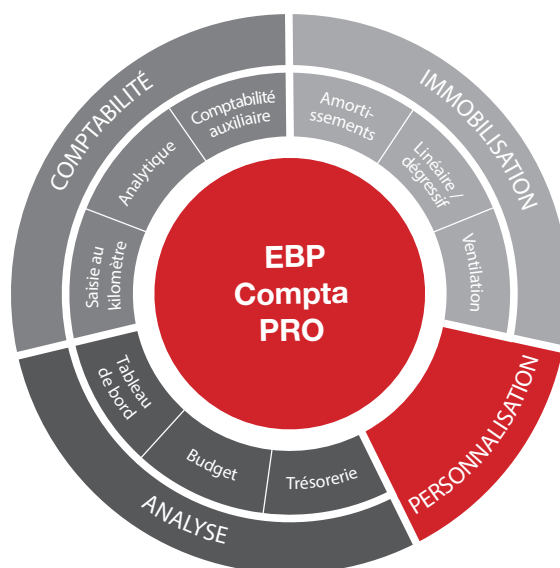 COMPTABILITÉ
Saisie au
kilomètre
Analytique
Comptabilité
auxiliaire
IMMOBILISATION
Amorti-
ssements
Linéaire /
dégressif
Ventilation
EBP
Compta
PRO
PERSONNALISATION
ANALYSE
Tableau
de bord
Budget
Trésorerie